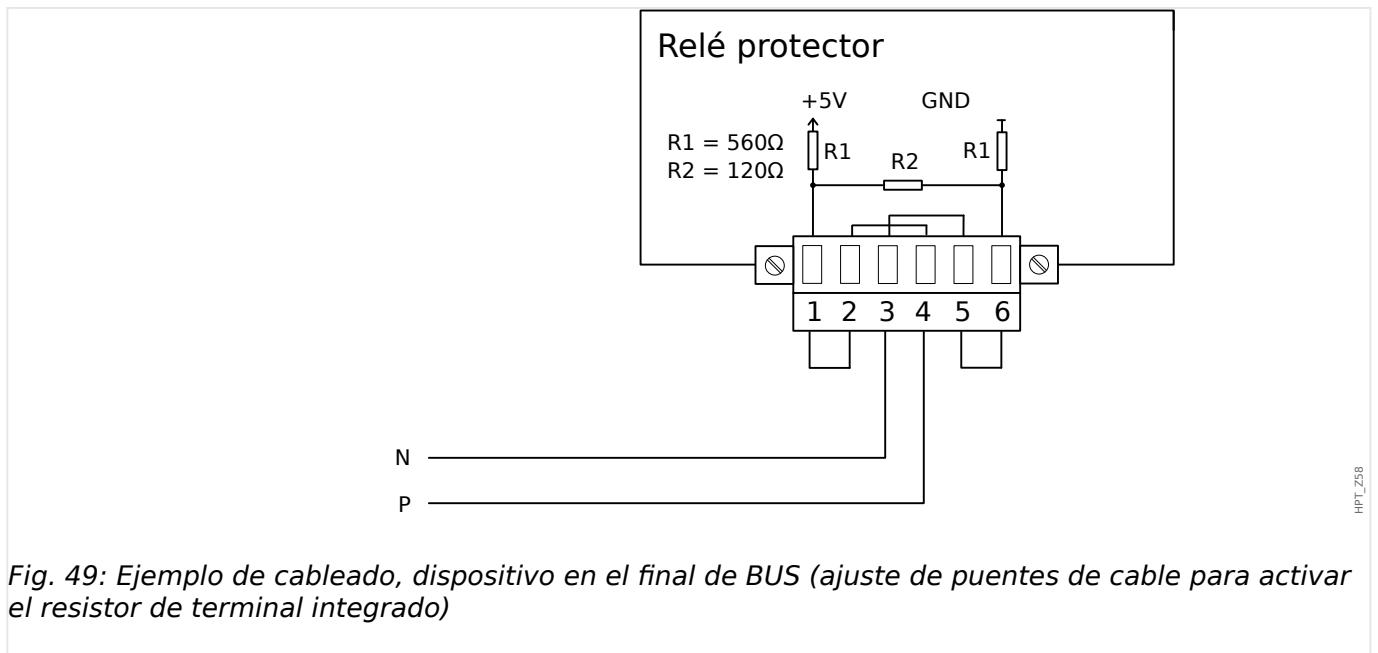 Relé protector
+5V GND
R1 = 560Ω
R2 = 120Ω
R1 R2 R1
1 2 3 4 5 6
N
P
HPT_Z58
Fig. 49: Ejemplo de cableado, dispositivo en el final de BUS (ajuste de puentes de cable para activar
el resistor de terminal integrado)